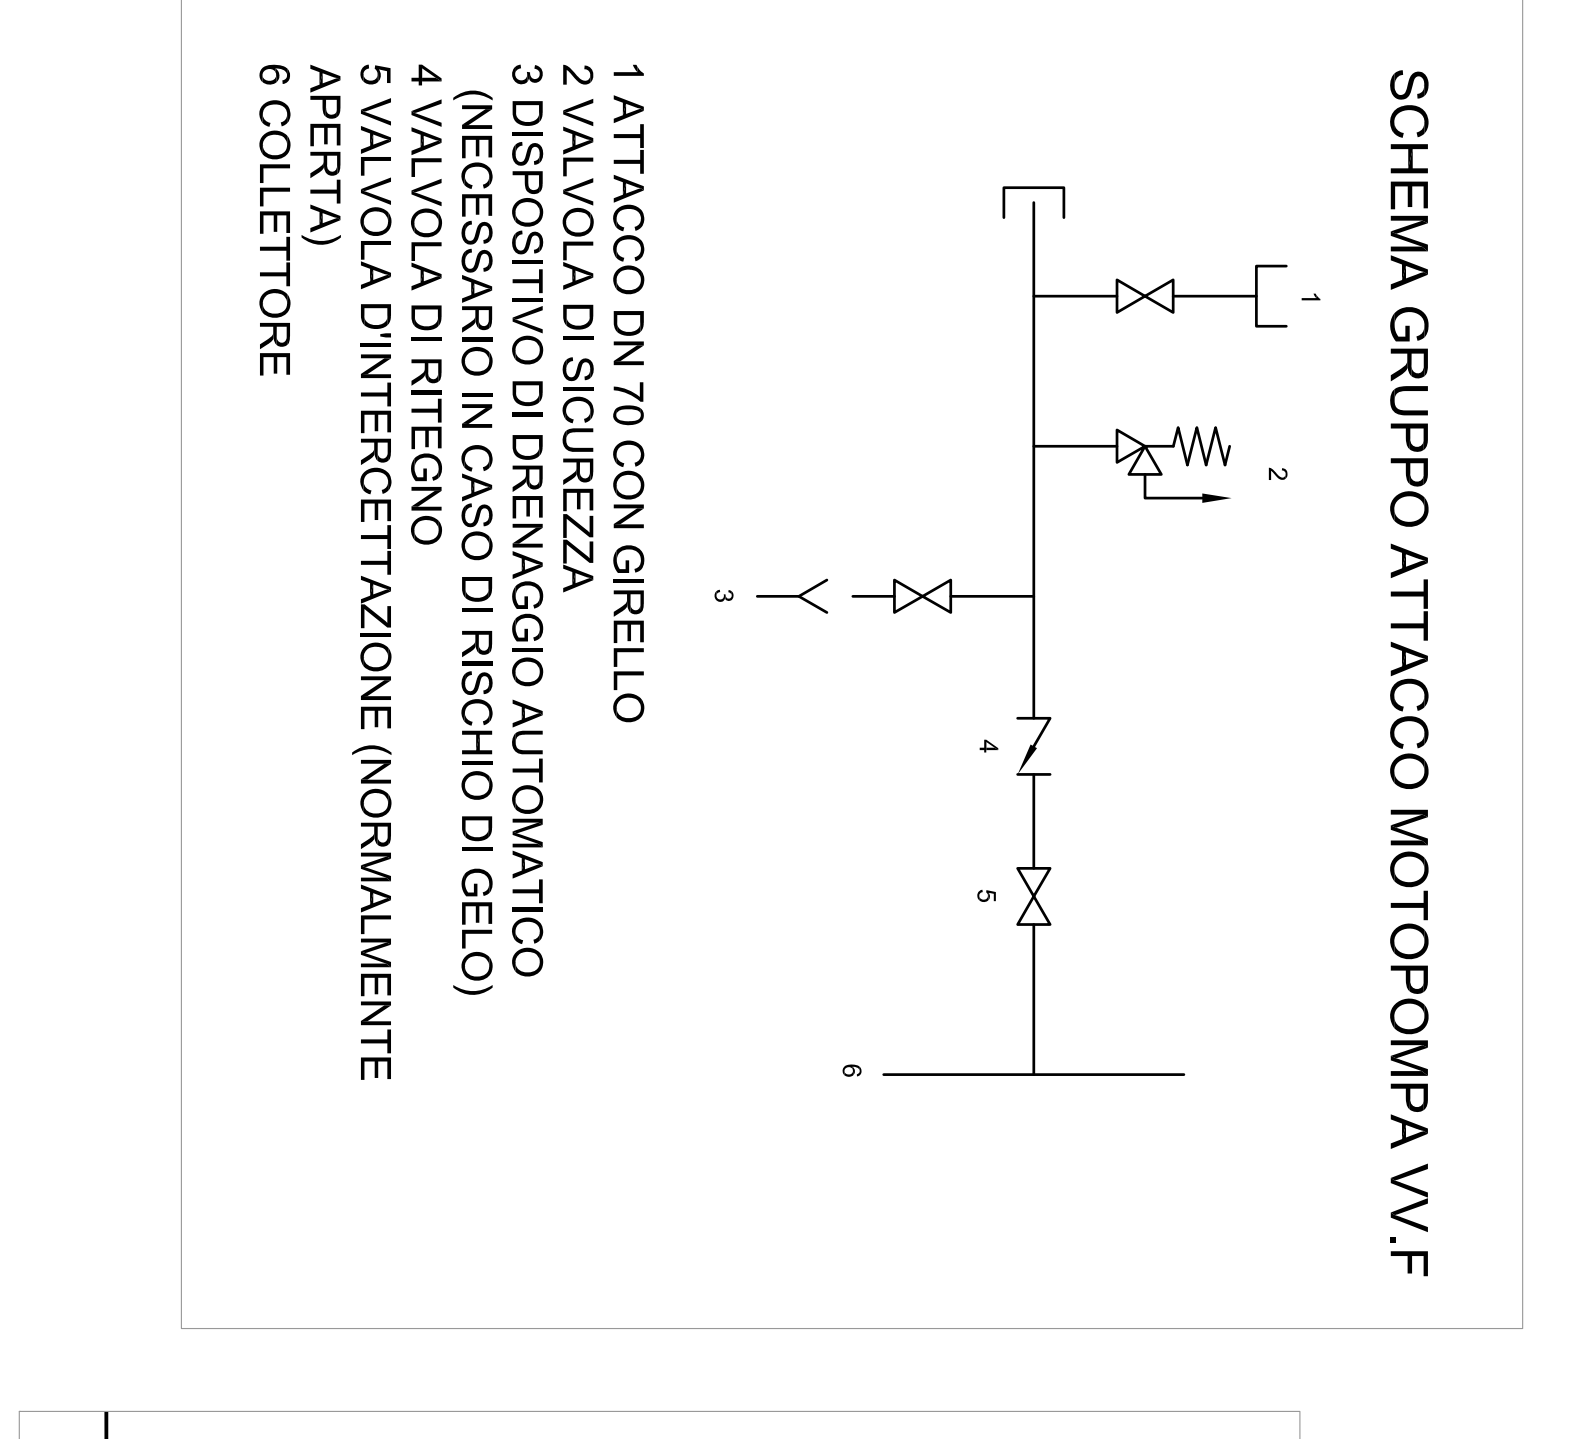 SCHEMA GRUPPO ATTACCO MOTOPOMPA VV.F
1
2
3
4
5
6
1 ATTACCO DN 70 CON GIRELLO
2 VALVOLA DI SICUREZZA
3 DISPOSITIVO DI DRENAGGIO AUTOMATICO
(NECESSARIO IN CASO DI RISCHIO DI GELO)
4 VALVOLA DI RITEGNO
5 VALVOLA D'INTERCETTAZIONE (NORMALMENTE
APERTA)
6 COLLETTORE